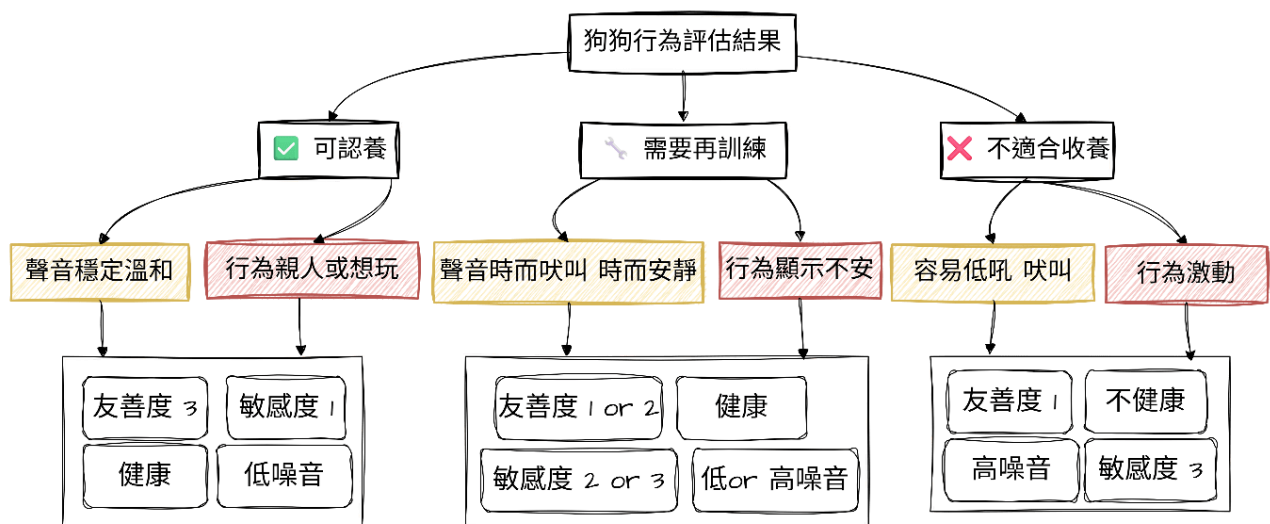 狗狗行為評估結果
✅ 可認養
🔧 需要再訓練
❌ 不適合收養
聲音穩定溫和
行為親人或想玩
聲音時而吠叫 時而安靜
行為顯示不安
容易低吼 吠叫
行為激動
友善度 3
敏感度 1
健康
低噪音
友善度 1 or 2
健康
敏感度 2 or 3
低or 高噪音
友善度 1
不健康
高噪音
敏感度 3